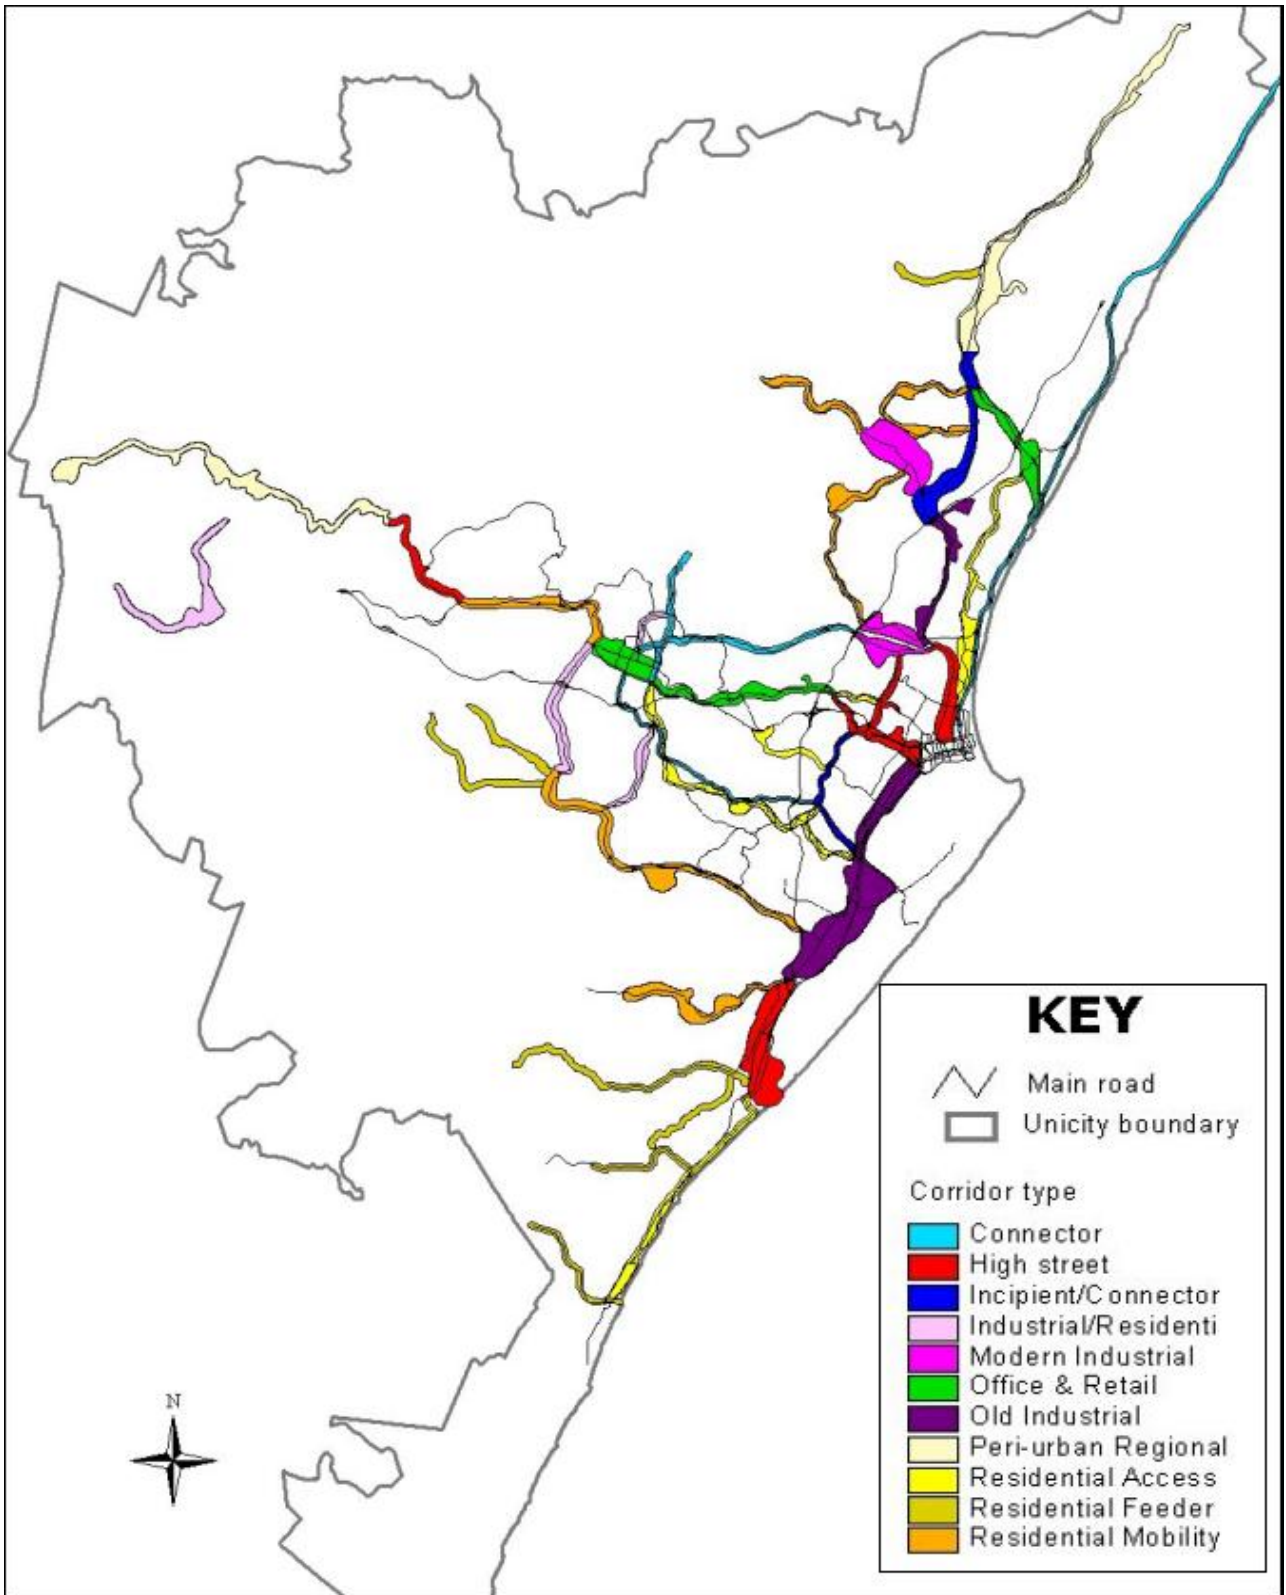 KEY
Main road
Unicity boundary
Corridor type
Connector
High street
Incipient/Connector
Industrial/Residenti
Modern Industrial
Office & Retail
Old Industrial
Peri-urban Regional
Residential Access
Residential Feeder
Residential Mobility
N